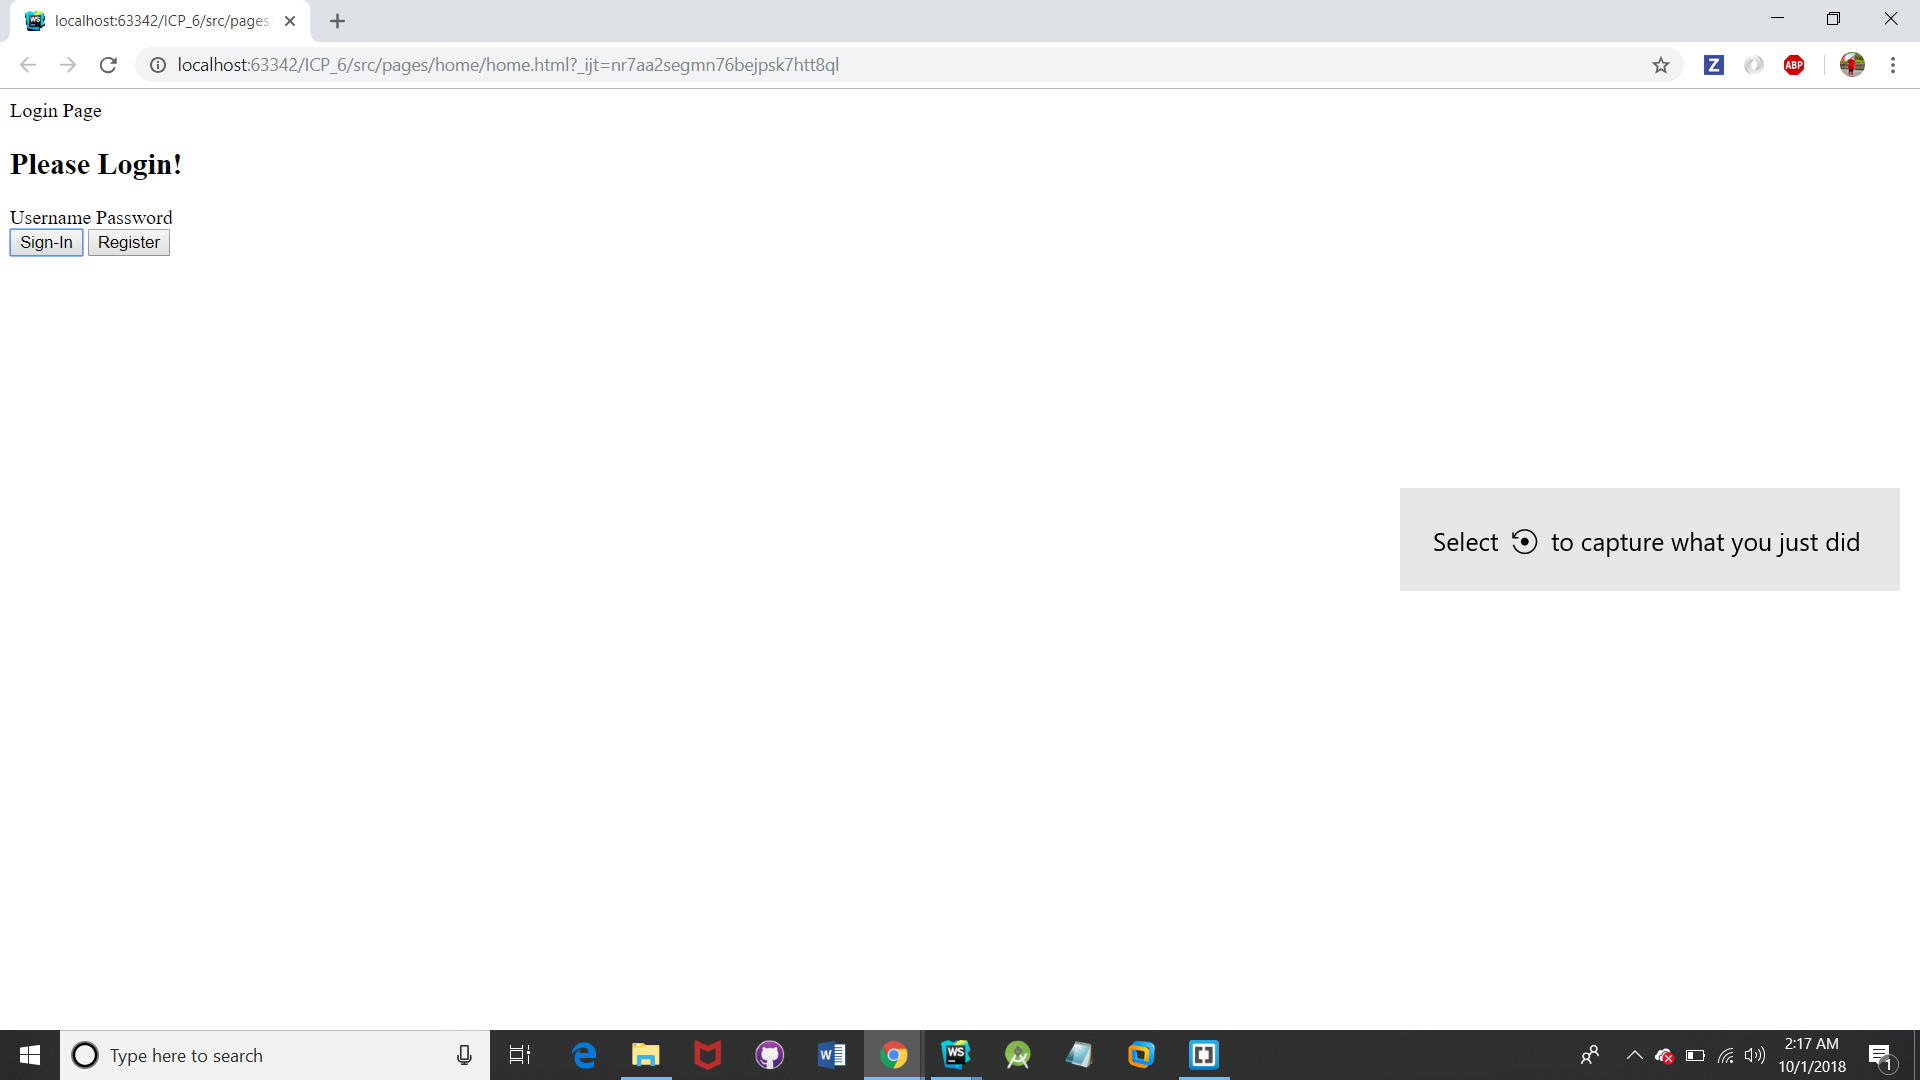 localhost:63342/ICP_6/src/pages
localhost:63342/ICP_6/src/pages/home/home.html?_ijt=nr7aa2segmn76bejpsk7htt8ql
Z
ABP
Login Page
Please Login!
Username Password
Sign-In Register
Select to capture what you just did
Type here to search
W
WS
2:17 AM
10/1/2018
1